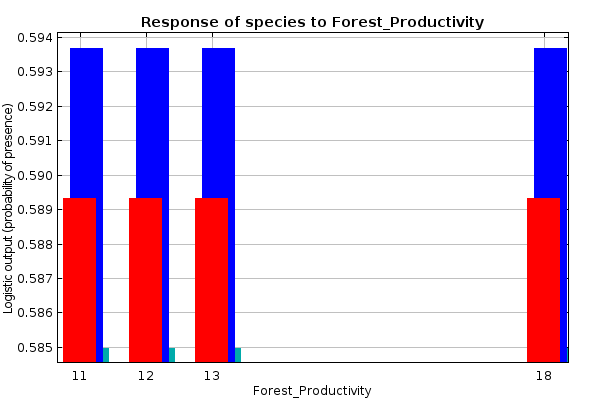 Response of species to Forest_Productivity
Logistic output (probability of presence)
0.594
0.593
0.592
0.591
0.590
0.589
0.588
0.587
0.586
0.585
11 12 13 18
Forest_Productivity